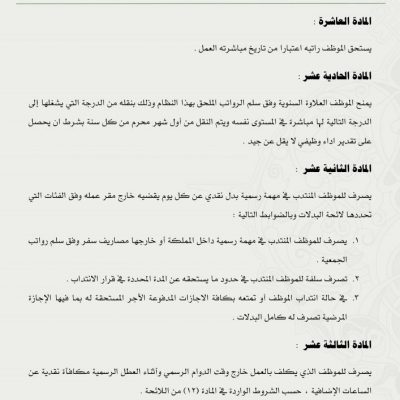 المادة العاشرة :
يستحق الموظف راتبه اعتبارا من تاريخ مباشرته العمل .
المادة الحادية عشر :
يمنح الموظف العلاوة السنوية وفق سلم الرواتب الملحق بهذا النظام وذلك بنقله من الدرجة التي يشغلها إلى
الدرجة التالية لها مباشرة في المستوى نفسه ويتم النقل من أول شهر محرم من كل سنة بشرط ان يحصل
على تقدير اداء وظيفي لا يقل عن جيد .
المادة الثانية عشر :
يصرف للموظف المنتدب في مهمة رسمية بدل نقدي عن كل يوم يقضيه خارج مقر عمله وفق الفئات التي
تحددها لائحة البدلات وبالضوابط التالية :
١. يصرف للموظف المنتدب في مهمة رسمية داخل المملكة أو خارجها مصاريف سفر وفق سلم رواتب
الجمعية .
٢. تصرف سلفة للموظف المنتدب في حدود ما يستحقه عن المدة المحددة في قرار الانتداب .
٣. في حالة انتداب الموظف أو تمتعه بكافة الاجازات المدفوعة الأجر المستحقة له بما فيها الإجازة
المرضية تصرف له كامل البدلات .
المادة الثالثة عشر :
يصرف للموظف الذي يكلف بالعمل خارج وقت الدوام الرسمي وأثناء العطل الرسمية مكافأة نقدية عن
الساعات الإضافية ، حسب الشروط الواردة في المادة (١٢) من اللائحة .